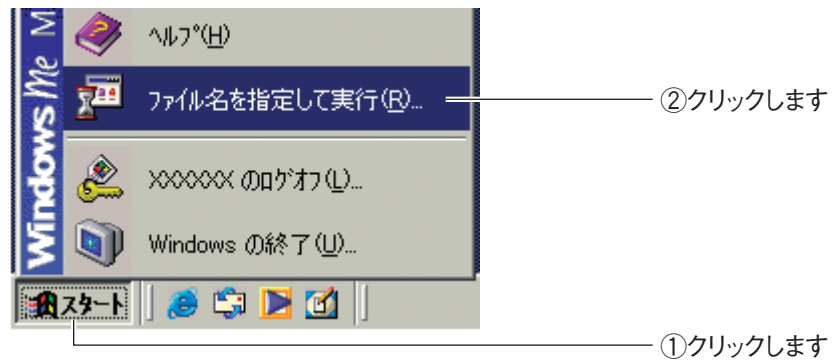 Windows Me M
ヘルプ(H)
ファイル名を指定して実行(R)...
②クリックします
XXXXXXX のログオフ(L)...
Windows の終了(U)...
スタート
①クリックします